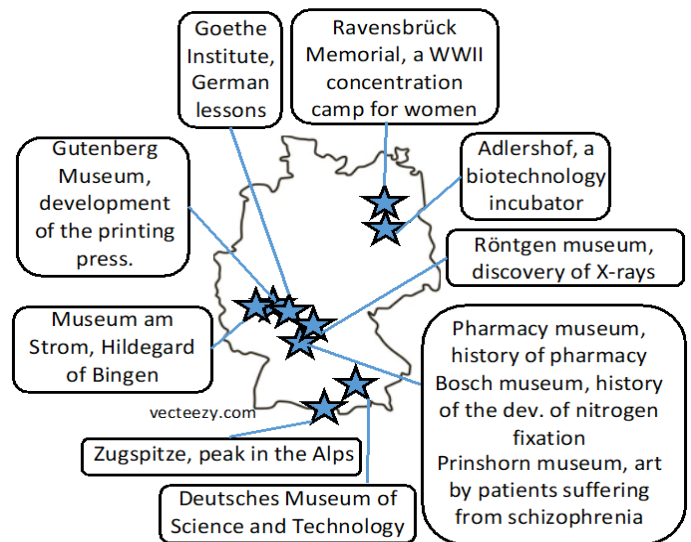 Goethe
Institute,
German
lessons
Ravensbrück
Memorial, a WWII
concentration
camp for women
Gutenberg
Museum,
development
of the printing
press.
Adlershof, a
biotechnology
incubator
Röntgen museum,
discovery of X-rays
Museum am
Strom, Hildegard
of Bingen
Pharmacy museum,
history of pharmacy
Bosch museum, history
of the dev. of nitrogen
fixation
Prinshorn museum, art
by patients suffering
from schizophrenia
vecteezy.com
Zugspitze, peak in the Alps
Deutsches Museum of
Science and Technology